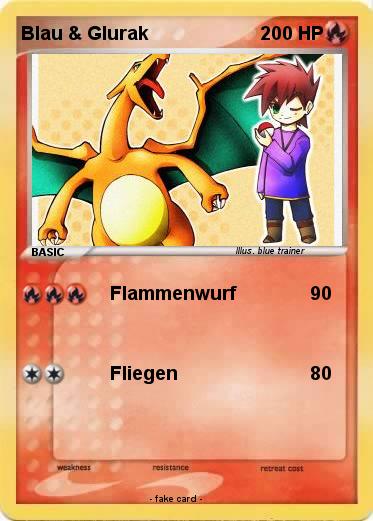 Blau & Glurak 200 HP
BASIC Illus. blue trainer
Flammenwurf 90
Fliegen 80
weakness resistance retreat cost
- fake card -